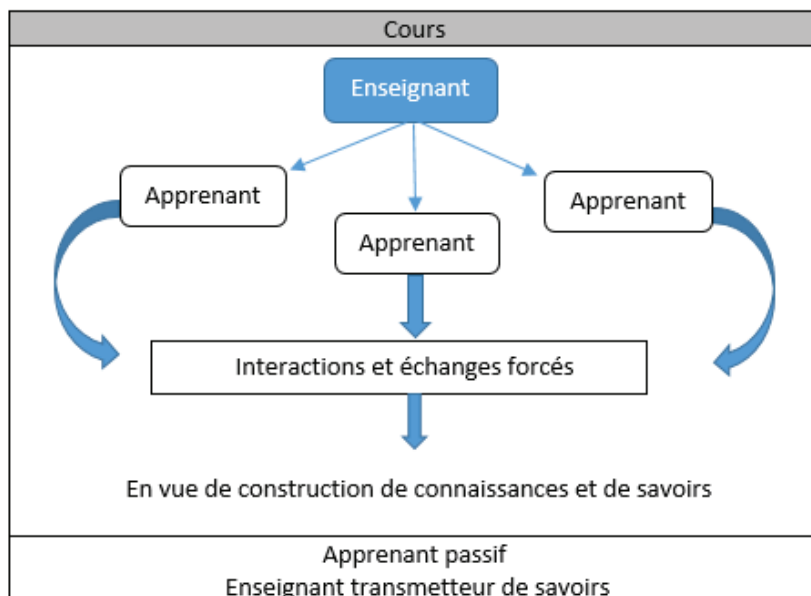 Cours
Enseignant
Apprenant
Apprenant
Apprenant
Interactions et échanges forcés
En vue de construction de connaissances et de savoirs
Apprenant passif
Enseignant transmetteur de savoirs